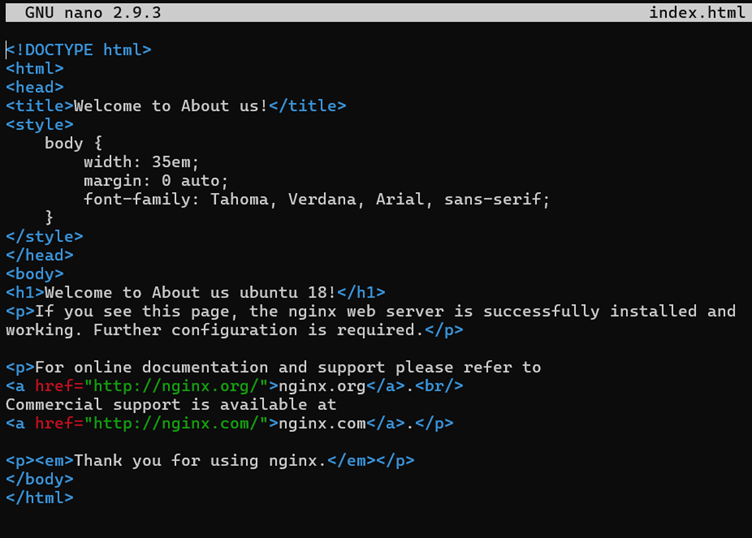 GNU nano 2.9.3 index.html
<!DOCTYPE html>
<html>
<head>
<title>Welcome to About us!</title>
<style>
    body {
        width: 35em;
        margin: 0 auto;
        font-family: Tahoma, Verdana, Arial, sans-serif;
    }
</style>
</head>
<body>
<h1>Welcome to About us ubuntu 18!</h1>
<p>If you see this page, the nginx web server is successfully installed and
working. Further configuration is required.</p>
<p>For online documentation and support please refer to
<a href="http://nginx.org/">nginx.org</a>.<br/>
Commercial support is available at
<a href="http://nginx.com/">nginx.com</a>.</p>
<p><em>Thank you for using nginx.</em></p>
</body>
</html>